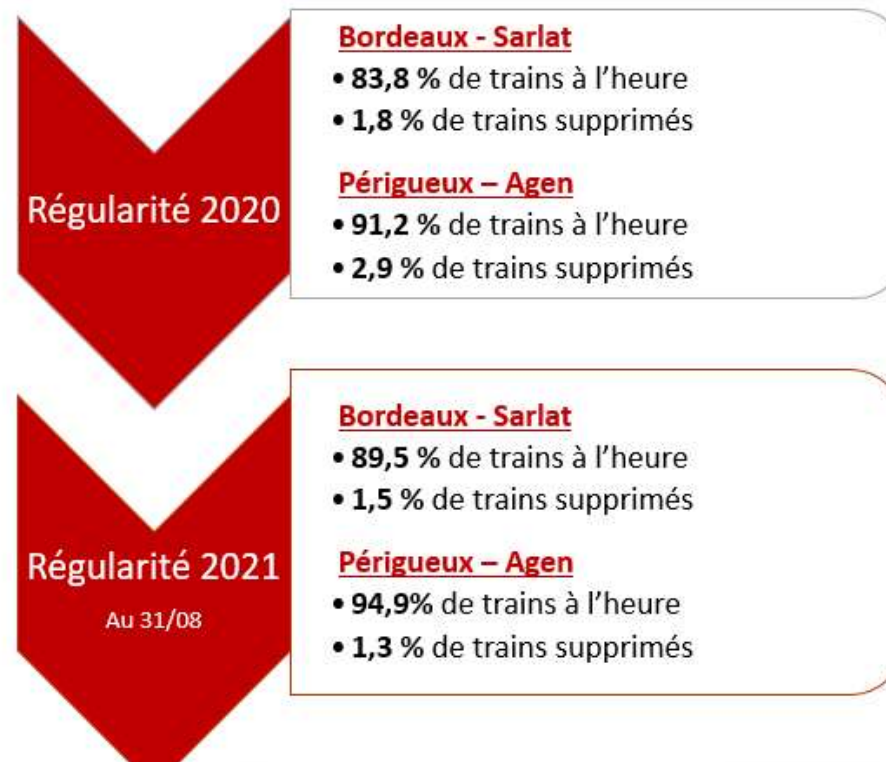 Régularité 2020
Bordeaux - Sarlat
• 83,8 % de trains à l'heure
• 1,8 % de trains supprimés
Périgueux – Agen
• 91,2 % de trains à l'heure
• 2,9 % de trains supprimés
Régularité 2021
Au 31/08
Bordeaux - Sarlat
• 89,5 % de trains à l'heure
• 1,5 % de trains supprimés
Périgueux – Agen
• 94,9% de trains à l'heure
• 1,3 % de trains supprimés